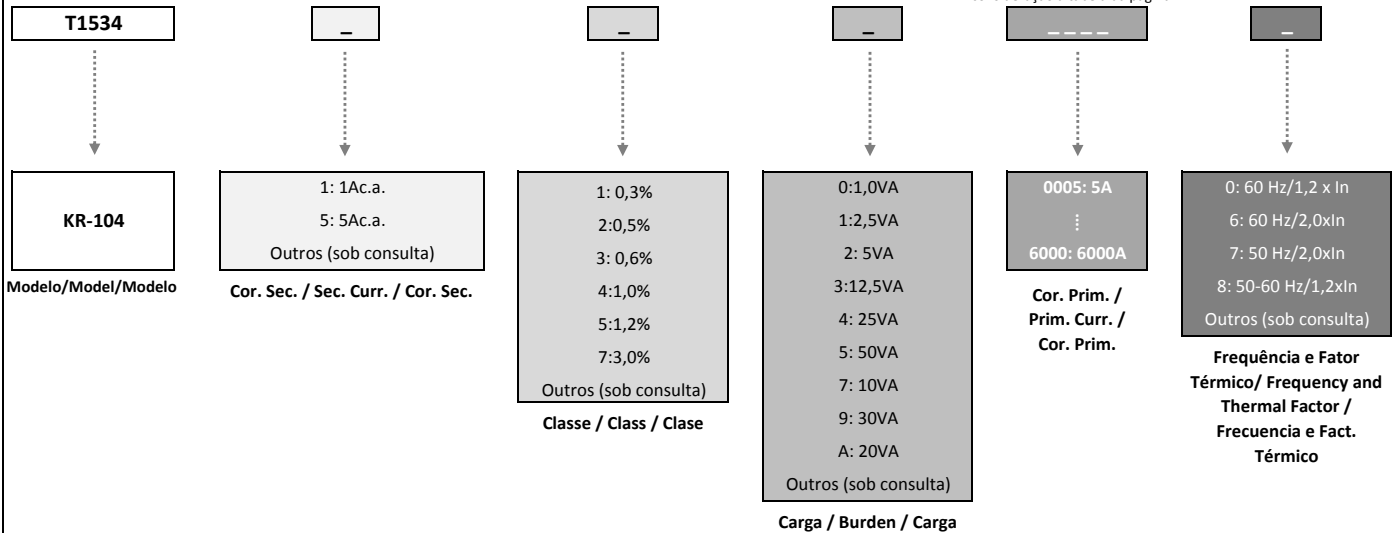 T1534
_
_
_
_ _ _ _
_
KR-104
Modelo/Model/Modelo
1: 1Ac.a.
5: 5Ac.a.
Outros (sob consulta)
Cor. Sec. / Sec. Curr. / Cor. Sec.
1: 0,3%
2:0,5%
3: 0,6%
4:1,0%
5:1,2%
7:3,0%
Outros (sob consulta)
Classe / Class / Clase
0:1,0VA
1:2,5VA
2: 5VA
3:12,5VA
4: 25VA
5: 50VA
7: 10VA
9: 30VA
A: 20VA
Outros (sob consulta)
Carga / Burden / Carga
0005: 5A
⁞
6000: 6000A
Cor. Prim. /
Prim. Curr. /
Cor. Prim.
0: 60 Hz/1,2 x In
6: 60 Hz/2,0xIn
7: 50 Hz/2,0xIn
8: 50-60 Hz/1,2xIn
Outros (sob consulta)
Frequência e Fator
Térmico/ Frequency and
Thermal Factor /
Frecuencia e Fact.
Térmico